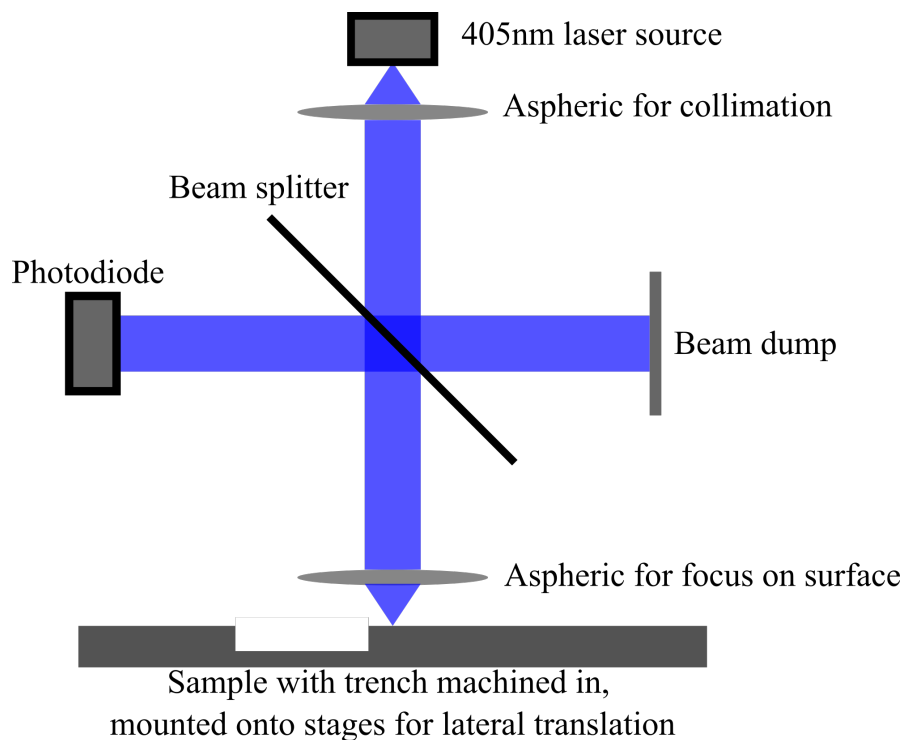 405nm laser source
Aspheric for collimation
Beam splitter
Photodiode
Beam dump
Aspheric for focus on surface
Sample with trench machined in,
mounted onto stages for lateral translation